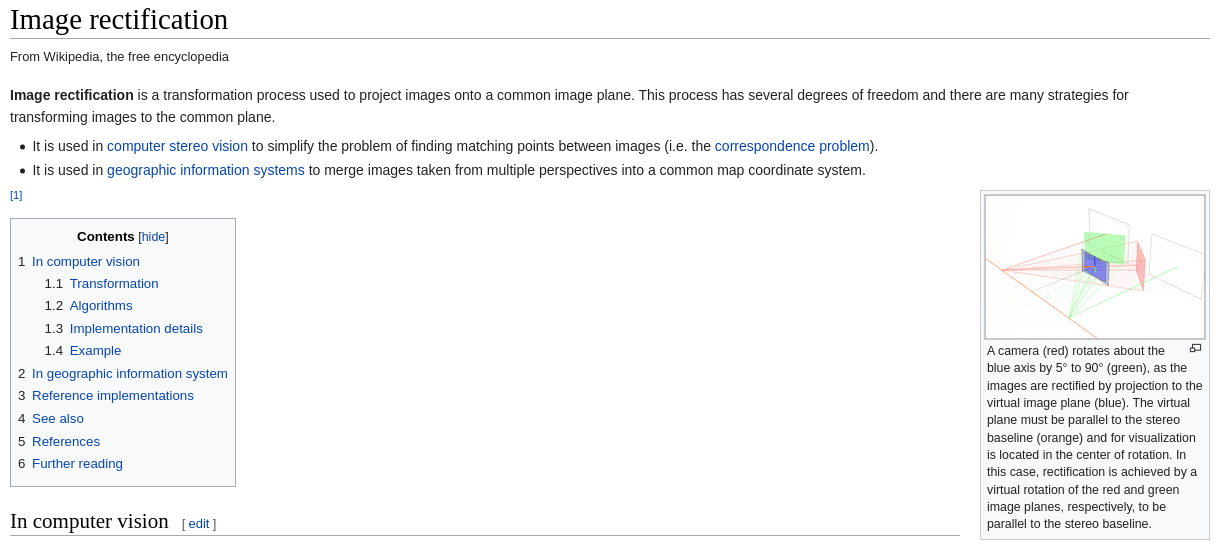 Image rectification
From Wikipedia, the free encyclopedia
Image rectification is a transformation process used to project images onto a common image plane. This process has several degrees of freedom and there are many strategies for
transforming images to the common plane.
• It is used in computer stereo vision to simplify the problem of finding matching points between images (i.e. the correspondence problem).
• It is used in geographic information systems to merge images taken from multiple perspectives into a common map coordinate system.
[1]
Contents [hide]
1 In computer vision
1.1 Transformation
1.2 Algorithms
1.3 Implementation details
1.4 Example
2 In geographic information system
3 Reference implementations
4 See also
5 References
6 Further reading
A camera (red) rotates about the
blue axis by 5° to 90° (green), as the
images are rectified by projection to the
virtual image plane (blue). The virtual
plane must be parallel to the stereo
baseline (orange) and for visualization
is located in the center of rotation. In
this case, rectification is achieved by a
virtual rotation of the red and green
image planes, respectively, to be
parallel to the stereo baseline.
In computer vision [ edit ]